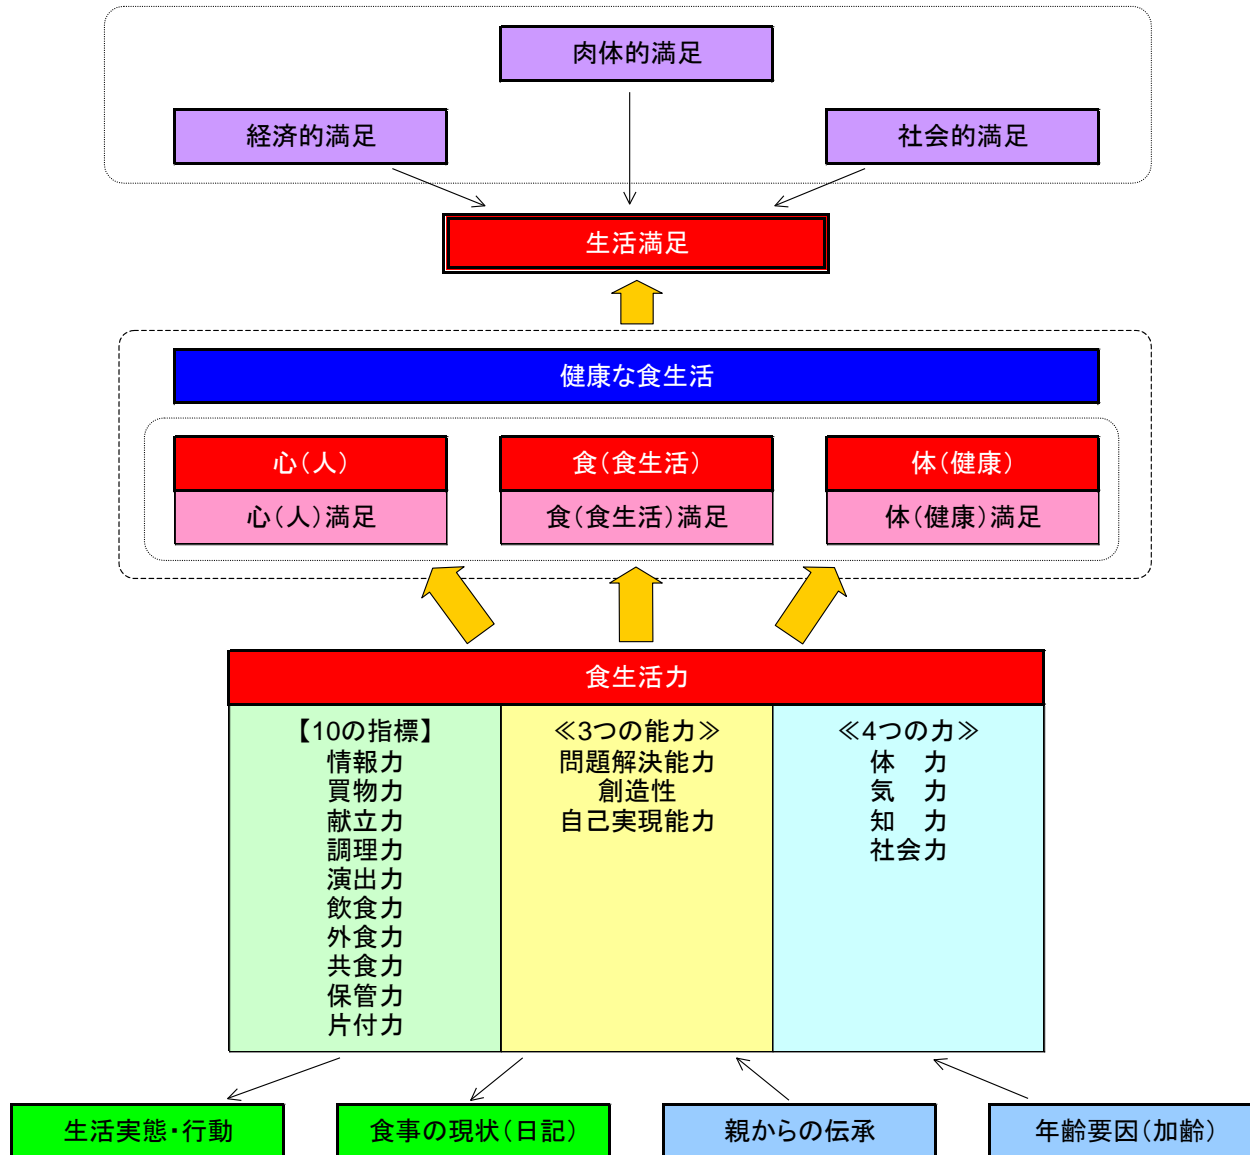 肉体的満足
経済的満足
社会的満足
生活満足
健康な食生活
心(人)
食(食生活)
体(健康)
心(人)満足
食(食生活)満足
体(健康)満足
食生活力
【10の指標】
情報力
買物力
献立力
調理力
演出力
飲食力
外食力
共食力
保管力
片付力
≪3つの能力≫
問題解決能力
創造性
自己実現能力
≪4つの力≫
体　力
気　力
知　力
社会力
生活実態・行動
食事の現状(日記)
親からの伝承
年齢要因(加齢)